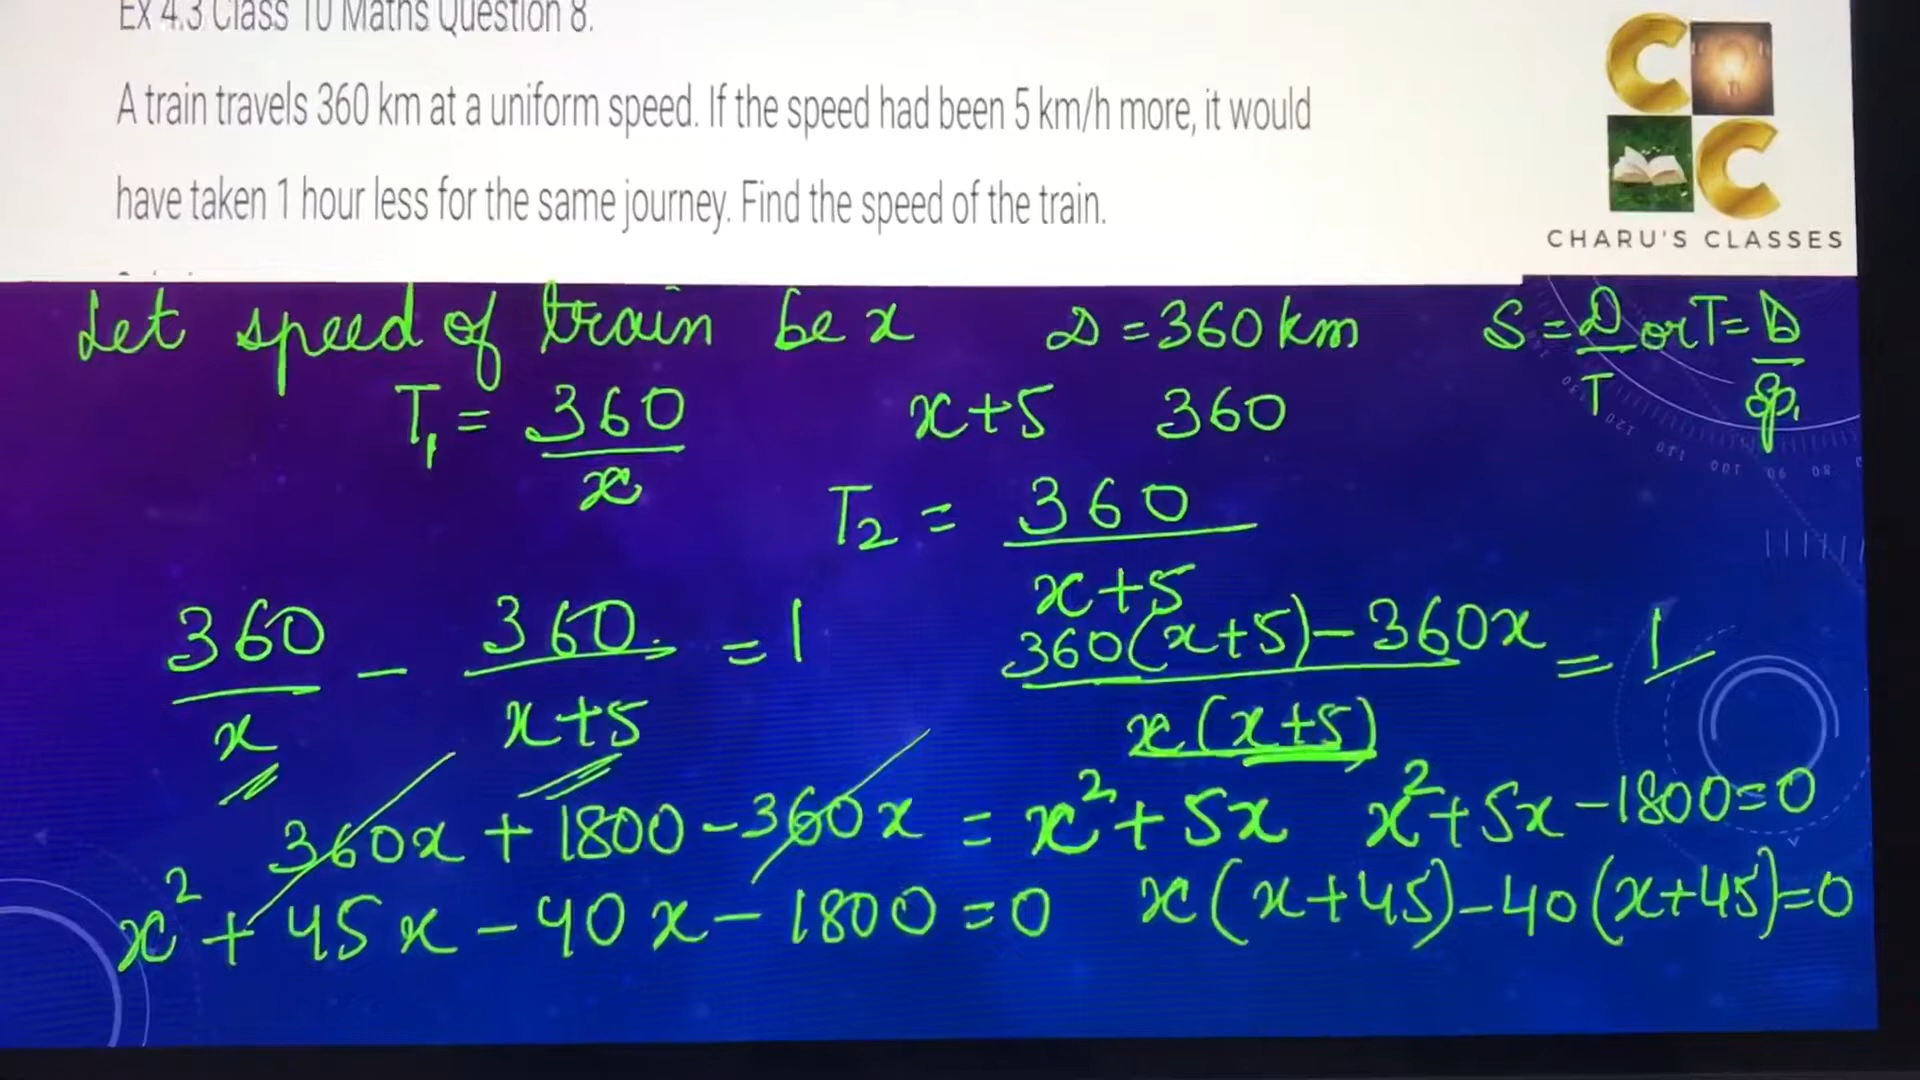 Ex 4.3 Class 10 Maths Question 8.
A train travels 360 km at a uniform speed. If the speed had been 5 km/h more, it would
have taken 1 hour less for the same journey. Find the speed of the train.
C C
CHARU'S CLASSES
Let speed of train be x D = 360 km S = D/T or T = D/Sp.
T₁ = 360/x x+5 360
T₂ = 360/x+5
360/x - 360/x+5 = 1 360(x+5)-360x/x(x+5) = 1
360x + 1800 - 360x = x² + 5x x²+5x-1800=0
x² + 45x - 40x - 1800 = 0 x(x+45)-40(x+45)=0